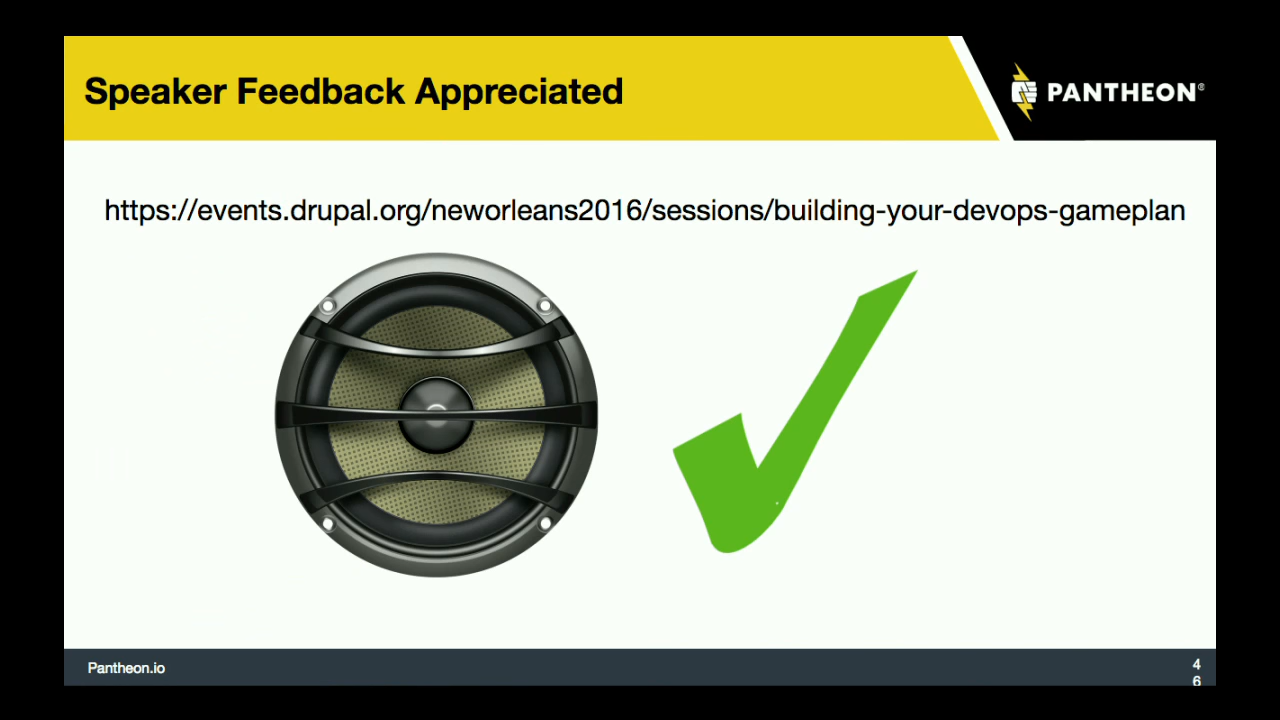 Speaker Feedback Appreciated
PANTHEON®
https://events.drupal.org/neworleans2016/sessions/building-your-devops-gameplan
Pantheon.io
4
6